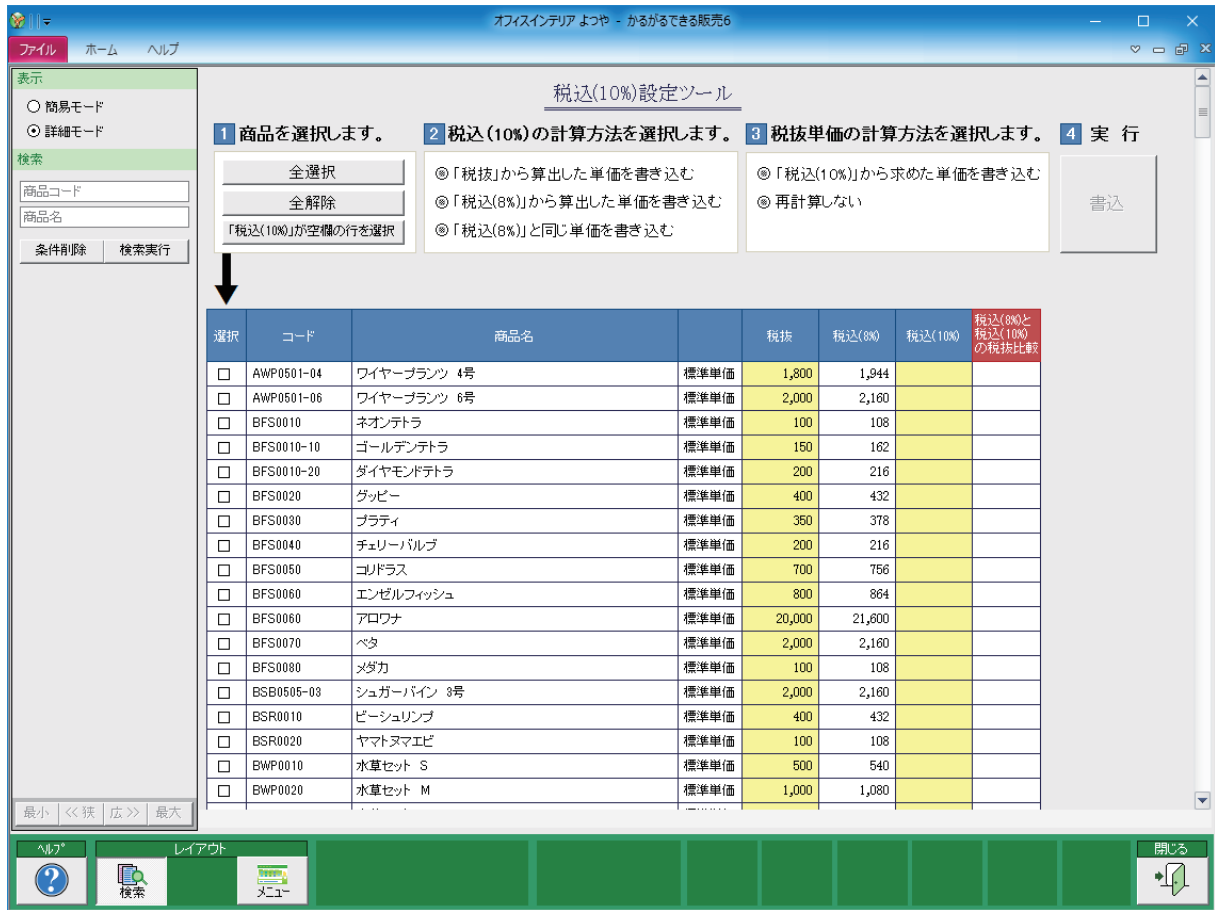 オフィスインテリア よつや - かるがるできる販売6
ファイル ホーム ヘルプ
表示
簡易モード
詳細モード
検索
商品コード
商品名
条件削除 検索実行
税込(10%)設定ツール
1 商品を選択します。
全選択
全解除
「税込(10%)」が空欄の行を選択
2 税込(10%)の計算方法を選択します。
「税抜」から算出した単価を書き込む
「税込(8%)」から算出した単価を書き込む
「税込(8%)」と同じ単価を書き込む
3 税抜単価の計算方法を選択します。
「税込(10%)」から求めた単価を書き込む
再計算しない
4 実 行
書込
選択 コード 商品名 税抜 税込(8%) 税込(10%) 税込(8%)と
税込(10%)
の税抜比較
AWP0501-04 ワイヤープランツ 4号 標準単価 1,800 1,944
AWP0501-06 ワイヤープランツ 6号 標準単価 2,000 2,160
BFS0010 ネオンテトラ 標準単価 100 108
BFS0010-10 ゴールデンテトラ 標準単価 150 162
BFS0010-20 ダイヤモンドテトラ 標準単価 200 216
BFS0020 グッピー 標準単価 400 432
BFS0030 プラティ 標準単価 350 378
BFS0040 チェリーバルブ 標準単価 200 216
BFS0050 コリドラス 標準単価 700 756
BFS0060 エンゼルフィッシュ 標準単価 800 864
BFS0060 アロワナ 標準単価 20,000 21,600
BFS0070 ベタ 標準単価 2,000 2,160
BFS0080 メダカ 標準単価 100 108
BSB0505-03 シュガーバイン 3号 標準単価 2,000 2,160
BSR0010 ビーシュリンプ 標準単価 400 432
BSR0020 ヤマトヌマエビ 標準単価 100 108
BWP0010 水草セット S 標準単価 500 540
BWP0020 水草セット M 標準単価 1,000 1,080
最小 <<狭 広>> 最大
ヘルプ レイアウト 閉じる
検索 メニュー